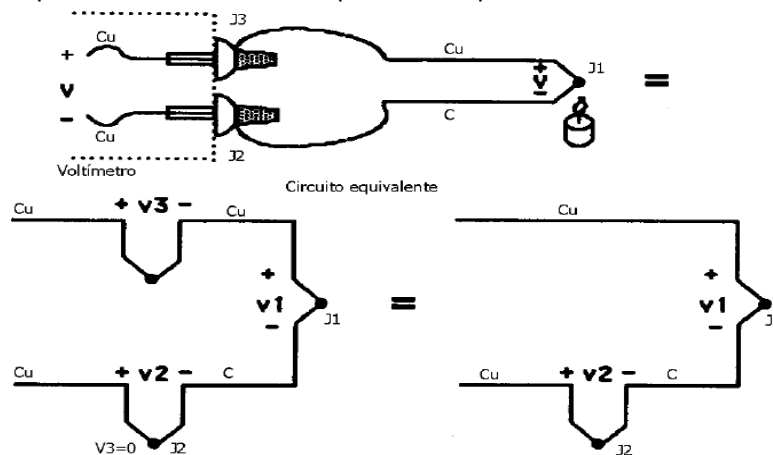 J3
Cu
Cu
+
+
J1
v
v
=
-
-
C
Cu
J2
Voltímetro
Circuito equivalente
Cu
+ v3 -
Cu
Cu
+
+
v1
J1
=
v1
J
-
-
Cu
+ v2 -
C
Cu
+ v2 -
C
V3=0
J2
J2